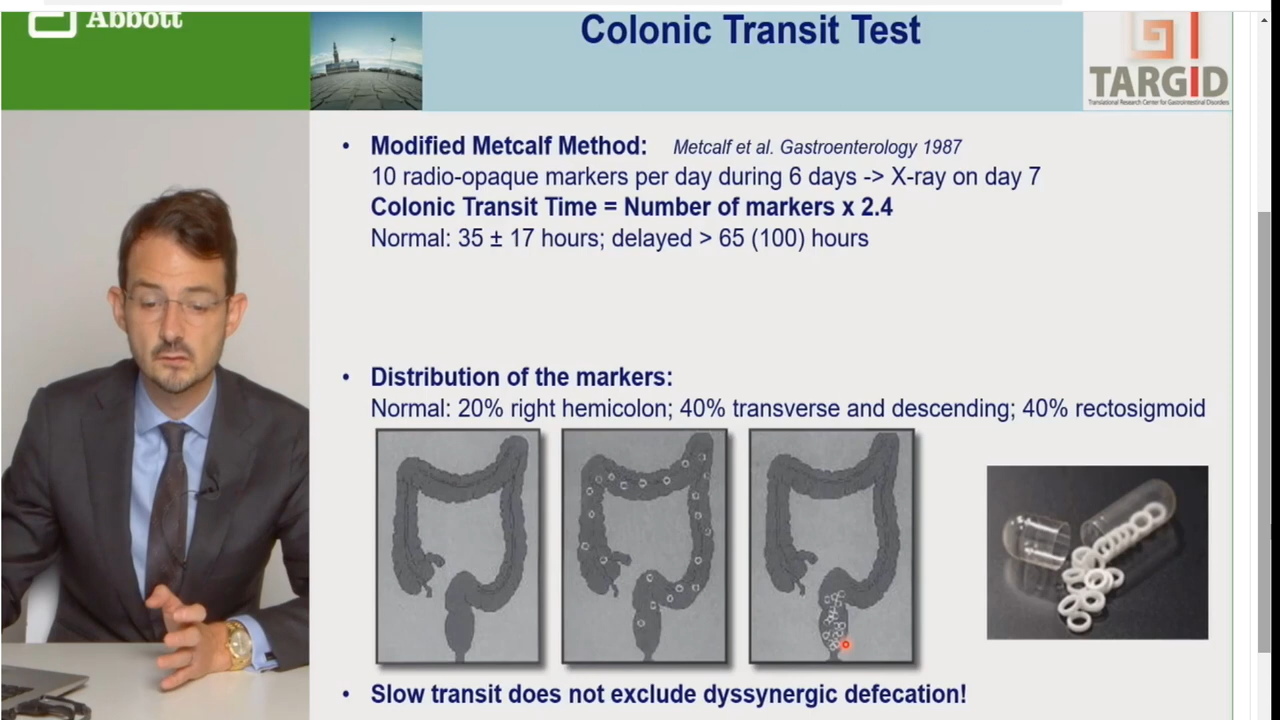 Abbott
Colonic Transit Test
TARGID
Translational Research Center for Gastrointestinal Disorders
• Modified Metcalf Method: Metcalf et al. Gastroenterology 1987
10 radio-opaque markers per day during 6 days -> X-ray on day 7
Colonic Transit Time = Number of markers x 2.4
Normal: 35 ± 17 hours; delayed > 65 (100) hours
• Distribution of the markers:
Normal: 20% right hemicolon; 40% transverse and descending; 40% rectosigmoid
• Slow transit does not exclude dyssynergic defecation!